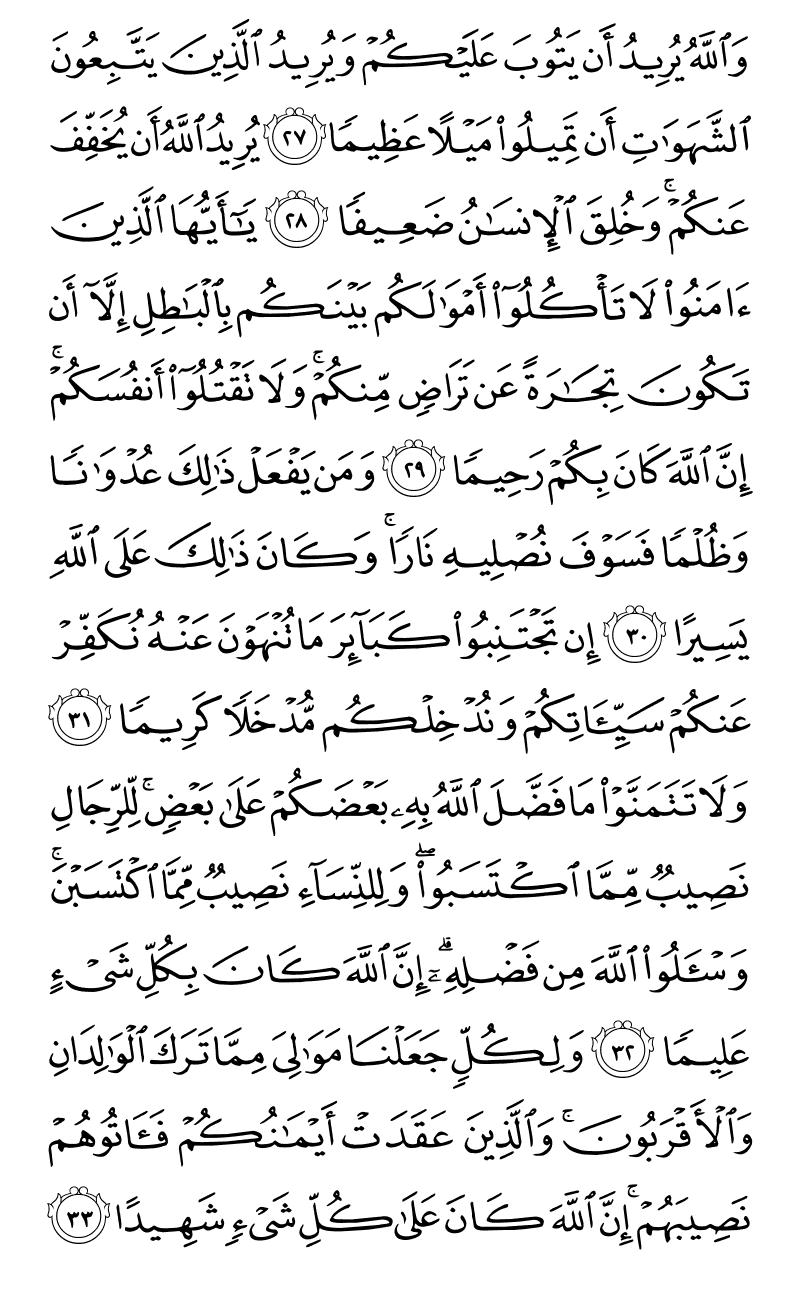 وَٱللَّهُ يُرِيدُ أَن يَتُوبَ عَلَيۡكُمۡ وَيُرِيدُ ٱلَّذِينَ يَتَّبِعُونَ
ٱلشَّهَوَٰتِ أَن تَمِيلُواْ مَيۡلًا عَظِيمٗا ٢٧ يُرِيدُ ٱللَّهُ أَن يُخَفِّفَ
عَنكُمۡۚ وَخُلِقَ ٱلۡإِنسَٰنُ ضَعِيفٗا ٢٨ يَٰٓأَيُّهَا ٱلَّذِينَ
ءَامَنُواْ لَا تَأۡكُلُوٓاْ أَمۡوَٰلَكُم بَيۡنَكُم بِٱلۡبَٰطِلِ إِلَّآ أَن
تَكُونَ تِجَٰرَةً عَن تَرَاضٖ مِّنكُمۡۚ وَلَا تَقۡتُلُوٓاْ أَنفُسَكُمۡۚ
إِنَّ ٱللَّهَ كَانَ بِكُمۡ رَحِيمٗا ٢٩ وَمَن يَفۡعَلۡ ذَٰلِكَ عُدۡوَٰنٗا
وَظُلۡمٗا فَسَوۡفَ نُصۡلِيهِ نَارٗاۚ وَكَانَ ذَٰلِكَ عَلَى ٱللَّهِ
يَسِيرًا ٣٠ إِن تَجۡتَنِبُواْ كَبَآئِرَ مَا تُنۡهَوۡنَ عَنۡهُ نُكَفِّرۡ
عَنكُمۡ سَيِّـَٔاتِكُمۡ وَنُدۡخِلۡكُم مُّدۡخَلٗا كَرِيمٗا ٣١
وَلَا تَتَمَنَّوۡاْ مَا فَضَّلَ ٱللَّهُ بِهِۦ بَعۡضَكُمۡ عَلَىٰ بَعۡضٖۚ لِّلرِّجَالِ
نَصِيبٞ مِّمَّا ٱكۡتَسَبُواْۖ وَلِلنِّسَآءِ نَصِيبٞ مِّمَّا ٱكۡتَسَبۡنَۚ
وَسۡـَٔلُواْ ٱللَّهَ مِن فَضۡلِهِۦٓۗ إِنَّ ٱللَّهَ كَانَ بِكُلِّ شَيۡءٍ
عَلِيمٗا ٣٢ وَلِكُلّٖ جَعَلۡنَا مَوَٰلِيَ مِمَّا تَرَكَ ٱلۡوَٰلِدَانِ
وَٱلۡأَقۡرَبُونَۚ وَٱلَّذِينَ عَقَدَتۡ أَيۡمَٰنُكُمۡ فَـَٔاتُوهُمۡ
نَصِيبَهُمۡۚ إِنَّ ٱللَّهَ كَانَ عَلَىٰ كُلِّ شَيۡءٖ شَهِيدًا ٣٣